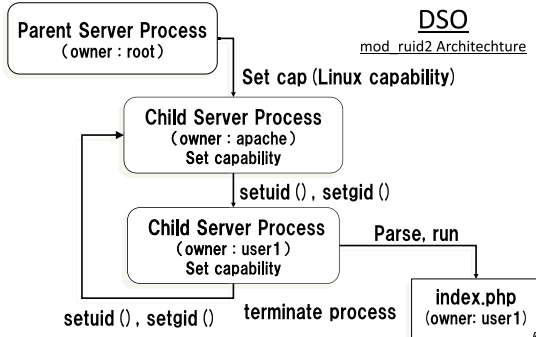 DSO
mod_ruid2 Architechture
Parent Server Process
(owner : root)
Set cap (Linux capability)
Child Server Process
(owner : apache)
Set capability
setuid (), setgid ()
Child Server Process
(owner : user1)
Set capability
Parse, run
setuid (), setgid ()
terminate process
index.php
(owner: user1)